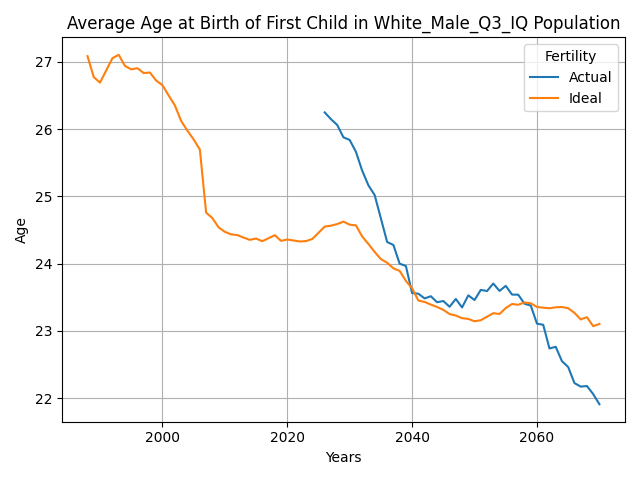 Average Age at Birth of First Child in White_Male_Q3_IQ Population
Fertility
Actual
Ideal
27
26
25
24
23
22
Age
2000
2020
2040
2060
Years